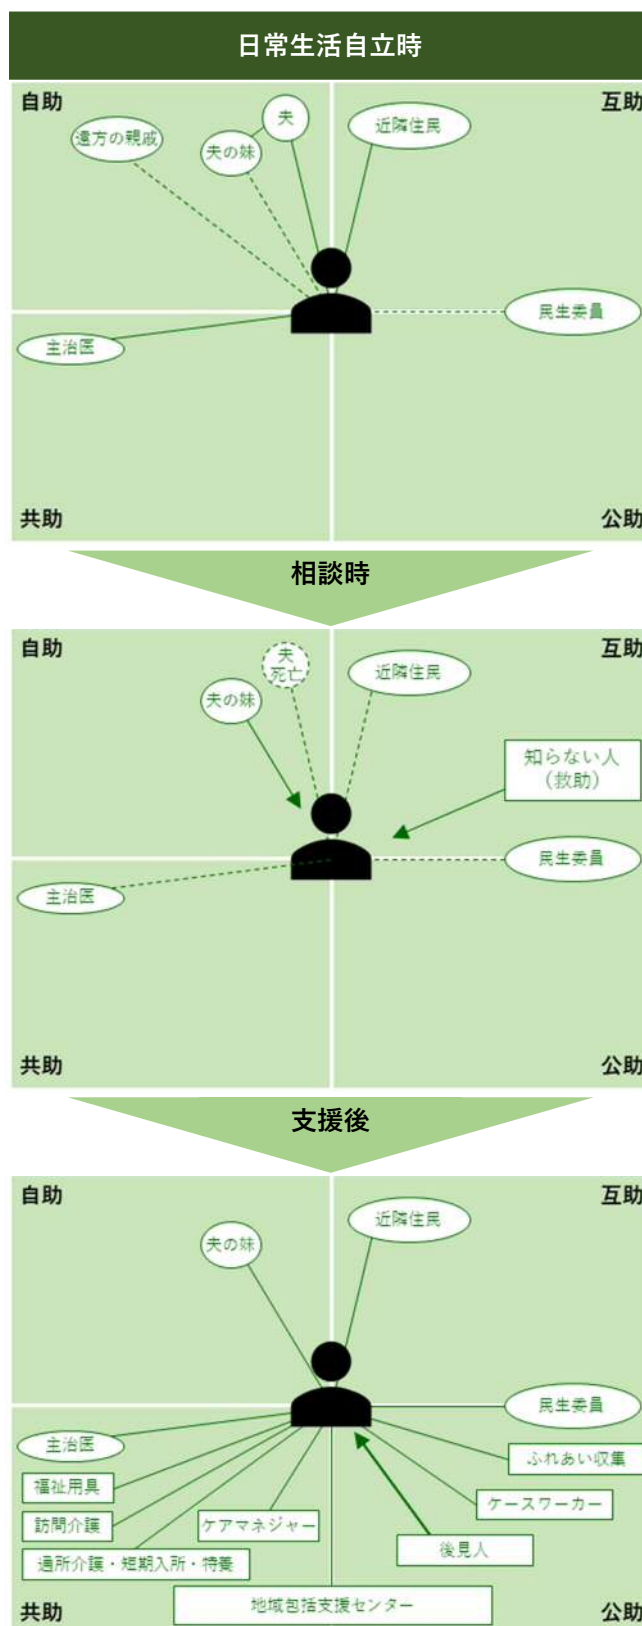 日常生活自立時
自助
互助
夫
近隣住民
遠方の親戚
夫の妹
民生委員
主治医
共助
公助
相談時
自助
互助
夫
死亡
近隣住民
夫の妹
知らない人
（救助）
民生委員
主治医
共助
公助
支援後
自助
互助
近隣住民
夫の妹
民生委員
主治医
ふれあい収集
福祉用具
ケースワーカー
訪問介護
ケアマネジャー
後見人
通所介護・短期入所・特養
地域包括支援センター
共助
公助